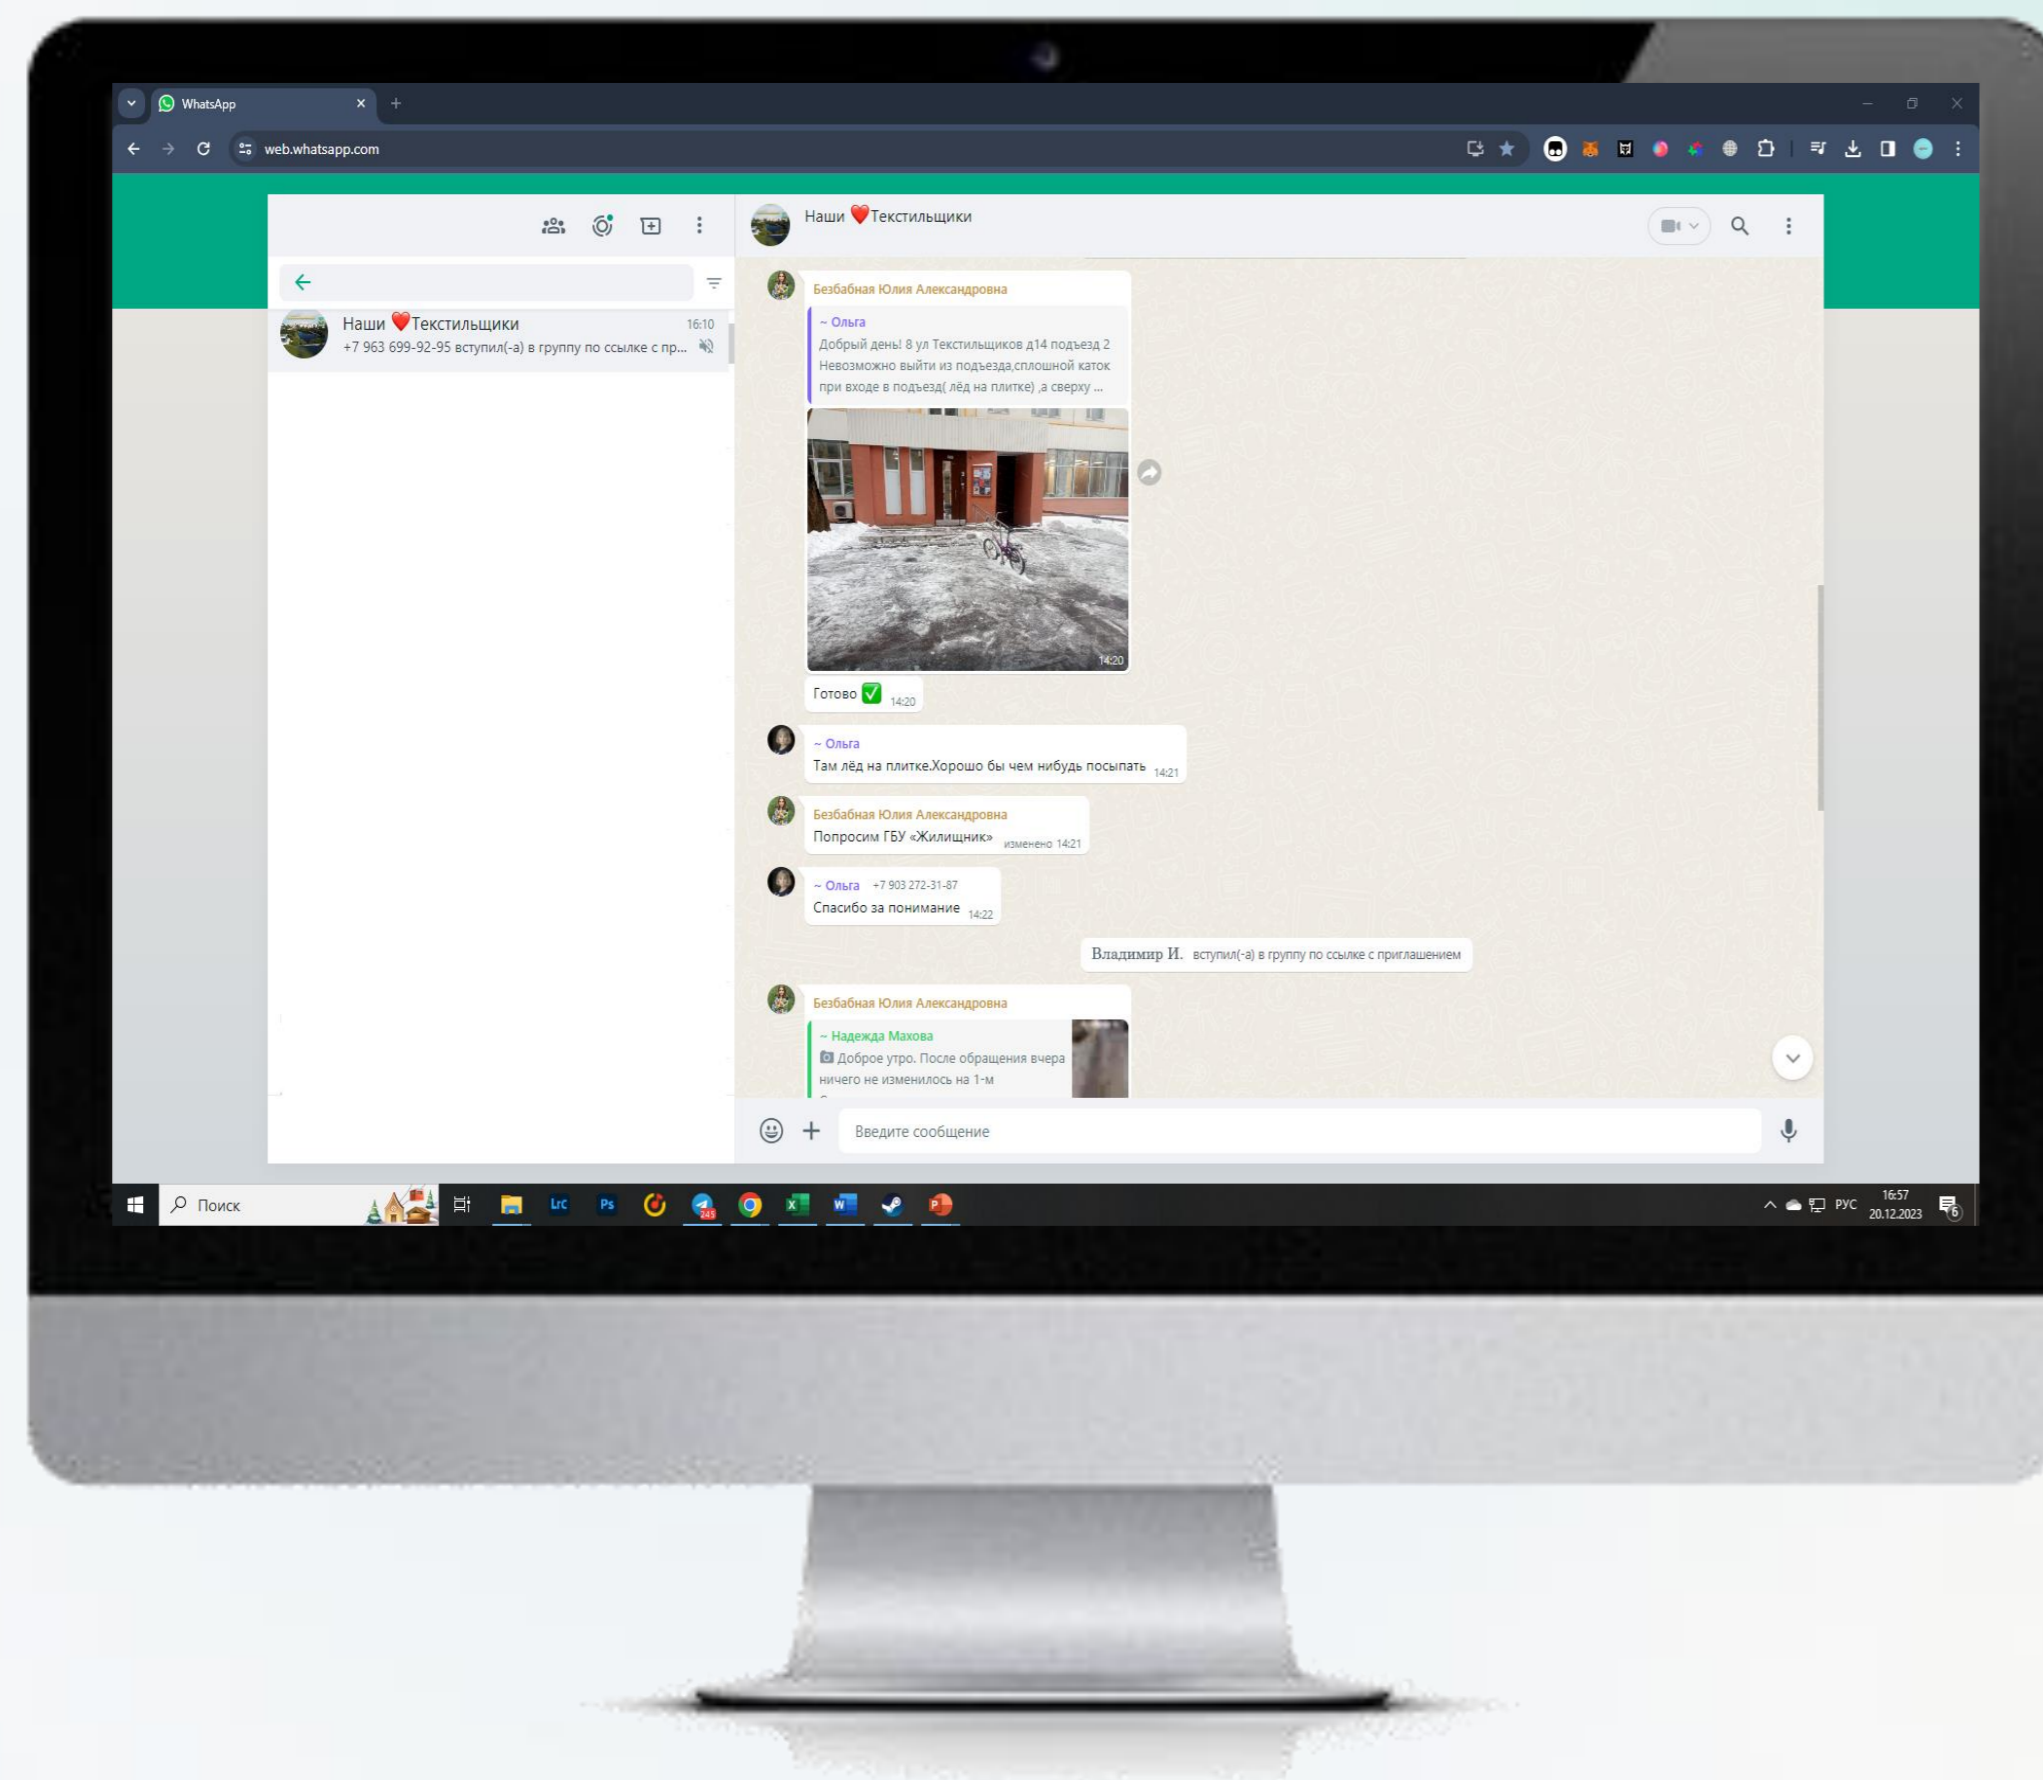 WhatsApp
web.whatsapp.com
Наши ❤️Текстильщики
16:10
+7 963 699-92-95 вступил(-а) в группу по ссылке с пр...
Наши ❤️Текстильщики
Безбабная Юлия Александровна
~ Ольга
Добрый день! 8 ул Текстильщиков д14 подъезд 2
Невозможно выйти из подъезда,сплошной каток
при входе в подъезд( лёд на плитке) ,а сверху ...
14:20
Готово ✅ 14:20
~ Ольга
Там лёд на плитке.Хорошо бы чем нибудь посыпать 14:21
Безбабная Юлия Александровна
Попросим ГБУ «Жилищник» изменено 14:21
~ Ольга +7 903 272-31-87
Спасибо за понимание 14:22
Владимир И. вступил(-а) в группу по ссылке с приглашением
Безбабная Юлия Александровна
~ Надежда Махова
Доброе утро. После обращения вчера
ничего не изменилось на 1-м
Введите сообщение
Поиск
Lrc
Ps
245
X
W
P
РУС
16:57
20.12.2023
6